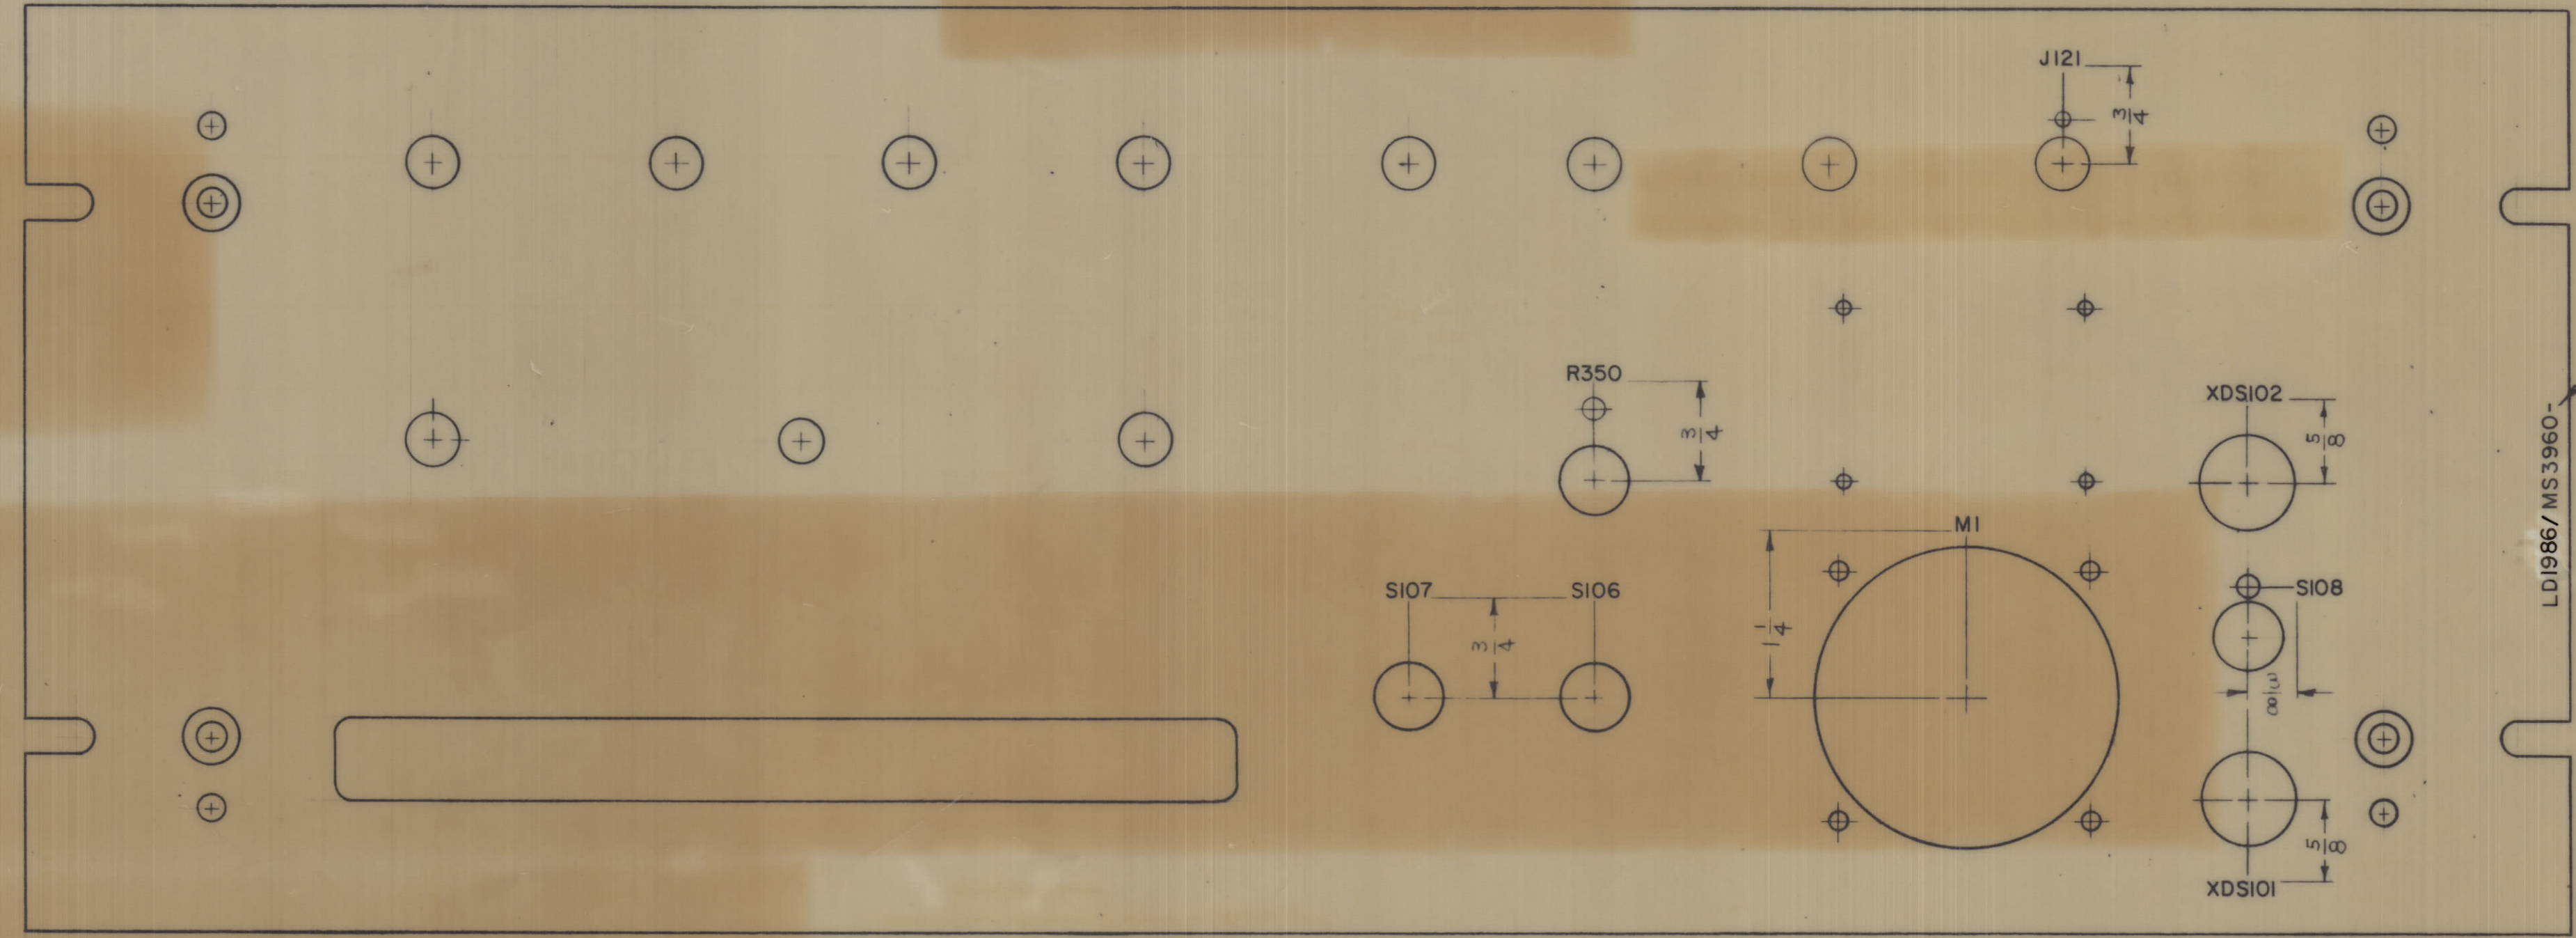 J121
3/4
R350
3/4
XDS102
5/8
M1
1 1/4
S107
S106
3/4
S108
3/8
XDS101
5/8
LD1986/MS3960-